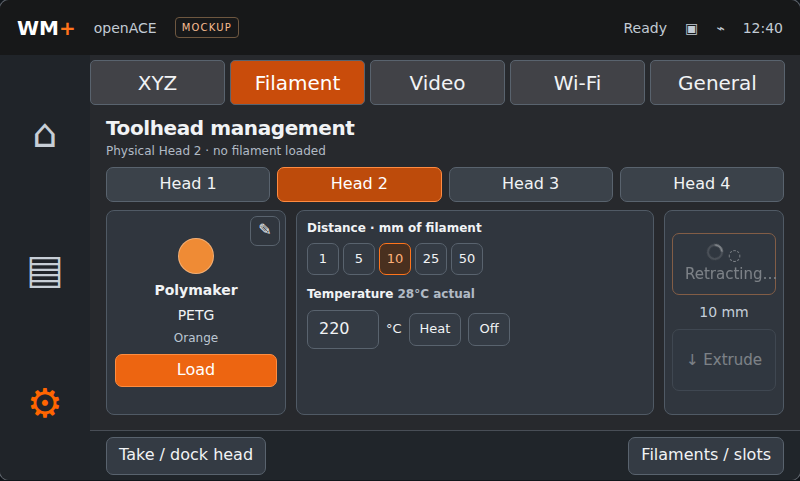 WM+ openACE MOCKUP Ready 12:40
XYZ Filament Video Wi-Fi General
Toolhead management
Physical Head 2 · no filament loaded
Head 1 Head 2 Head 3 Head 4
Polymaker
PETG
Orange
Load
Distance · mm of filament
1 5 10 25 50
Temperature 28°C actual
220 °C Heat Off
Retracting...
10 mm
↓ Extrude
Take / dock head Filaments / slots